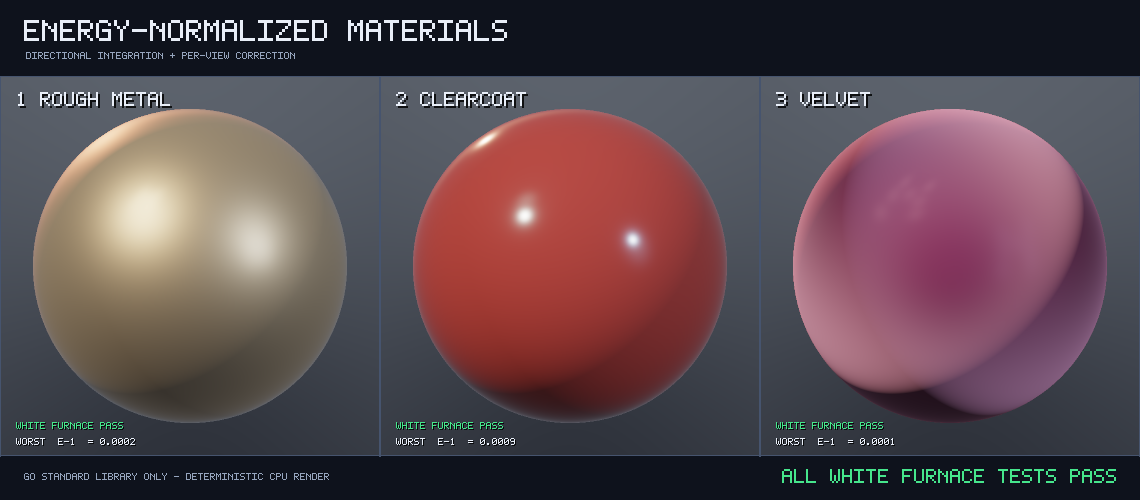 ENERGY-NORMALIZED MATERIALS
DIRECTIONAL INTEGRATION + PER-VIEW CORRECTION
1 ROUGH METAL
WHITE FURNACE PASS
WORST E-1 = 0.0002
2 CLEARCOAT
WHITE FURNACE PASS
WORST E-1 = 0.0009
3 VELVET
WHITE FURNACE PASS
WORST E-1 = 0.0001
GO STANDARD LIBRARY ONLY - DETERMINISTIC CPU RENDER
ALL WHITE FURNACE TESTS PASS